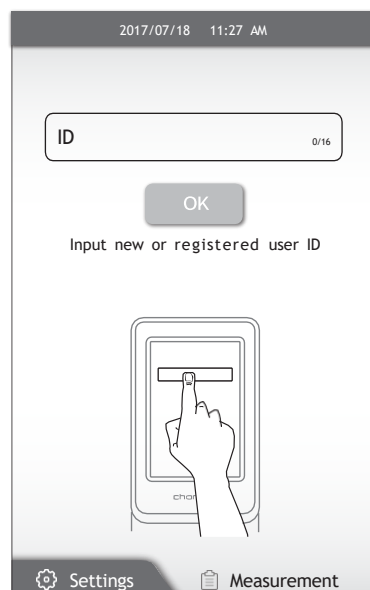 2017/07/18 11:27 AM
ID
0/16
OK
Input new or registered user ID
Settings
Measurement